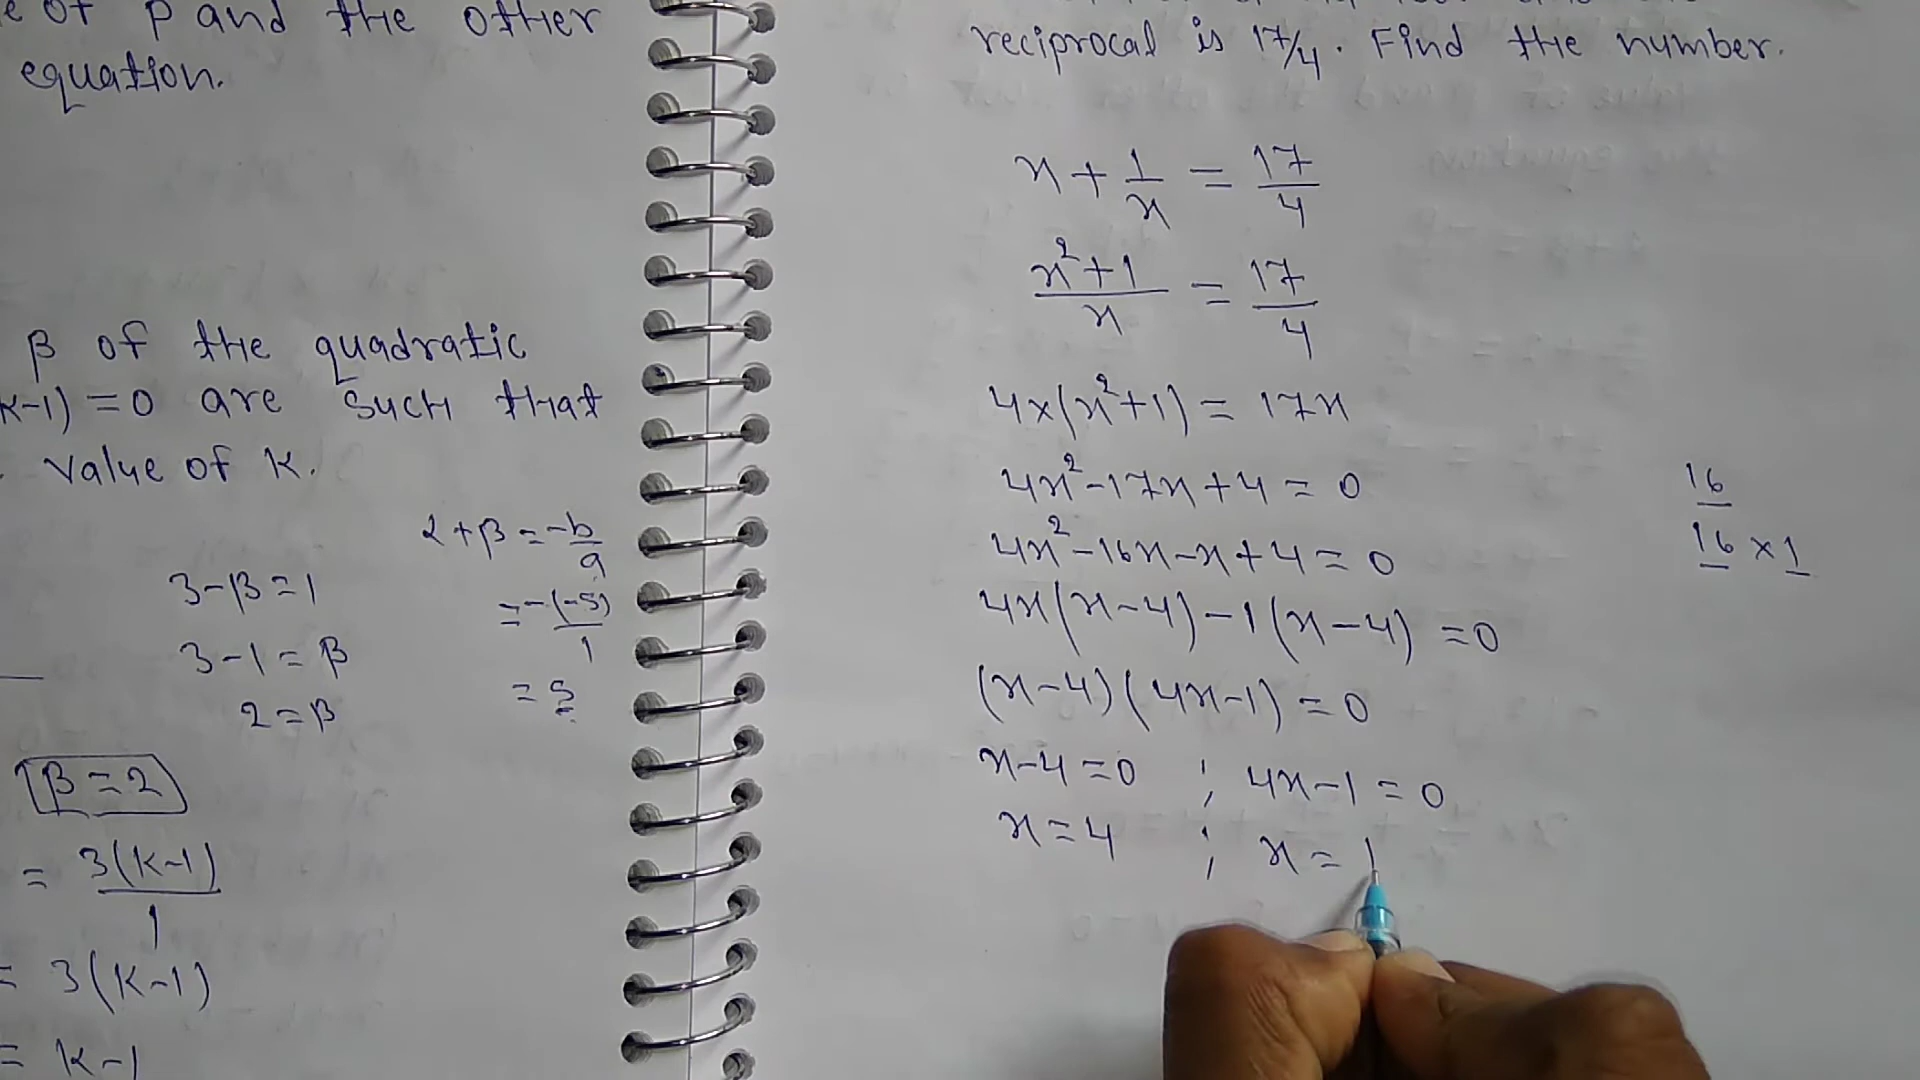 e of p and the other
equation.
β of the quadratic
k-1) = 0 are such that
value of k.
2 + β = -b/a
3 - β = 1
= -(-5)/1
3 - 1 = β
= 5
2 = β
β = 2
= 3(k-1)/1
= 3(k-1)
= k-1
reciprocal is 17/4. Find the number.
x + 1/x = 17/4
x²+1/x = 17/4
4×(x²+1) = 17x
4x²-17x+4 = 0
16
4x²-16x-x+4 = 0
16 × 1
4x(x-4)-1(x-4) = 0
(x-4)(4x-1) = 0
x-4 = 0 ; 4x-1 = 0
x = 4 ; x = 1